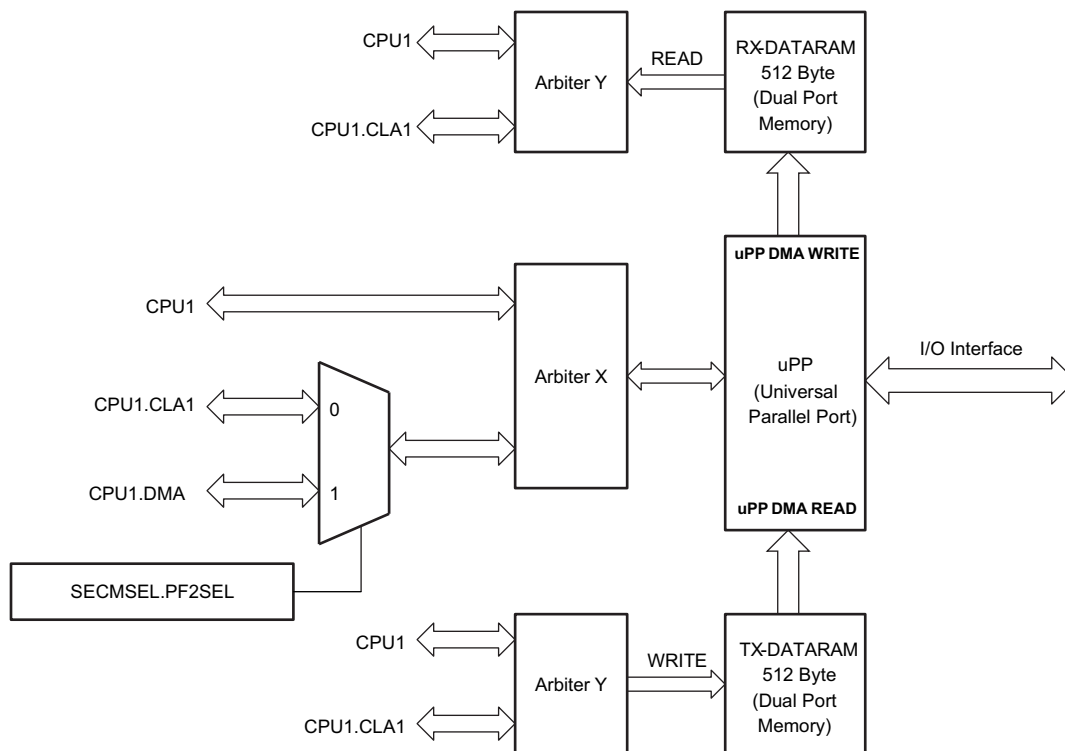 CPU1
CPU1.CLA1
Arbiter Y
READ
RX-DATARAM
512 Byte
(Dual Port
Memory)
CPU1
CPU1.CLA1
0
CPU1.DMA
1
SECMSEL.PF2SEL
Arbiter X
uPP DMA WRITE
uPP
(Universal
Parallel Port)
uPP DMA READ
I/O Interface
CPU1
CPU1.CLA1
Arbiter Y
WRITE
TX-DATARAM
512 Byte
(Dual Port
Memory)